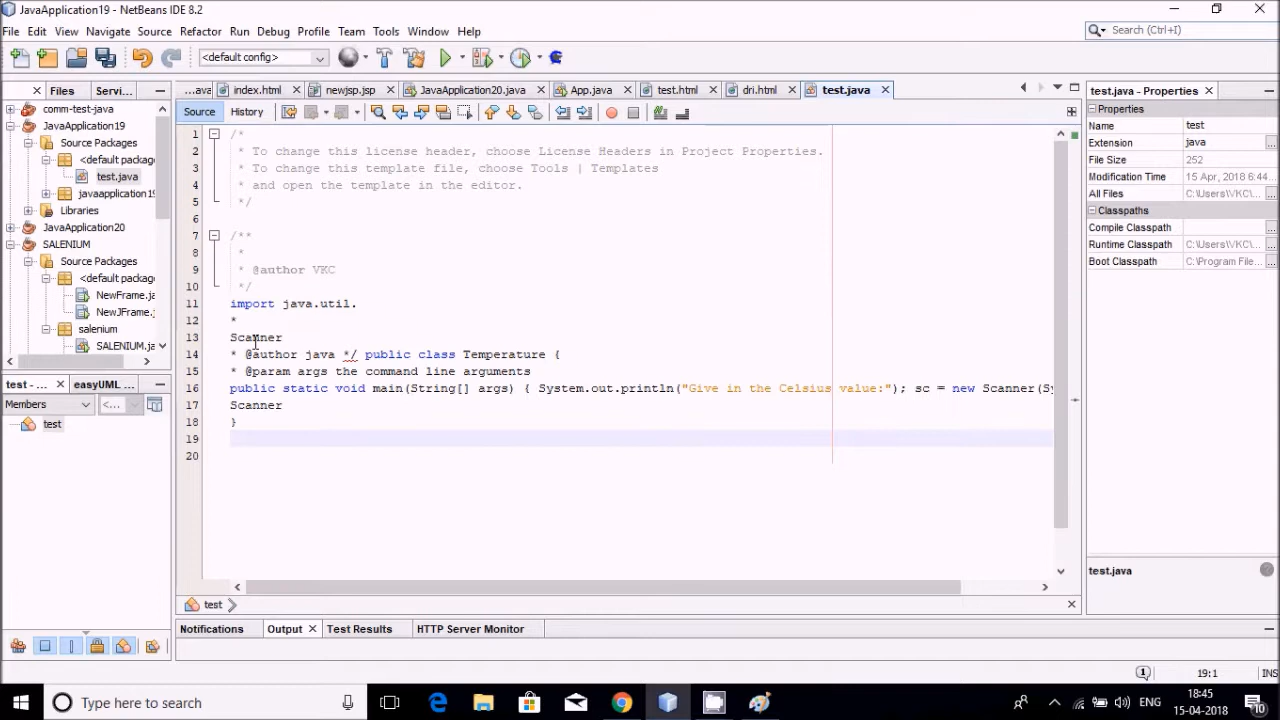 JavaApplication19 - NetBeans IDE 8.2
File Edit View Navigate Source Refactor Run Debug Profile Team Tools Window Help
Search (Ctrl+I)
<default config>
Files Servi...
...ava index.html newjsp.jsp JavaApplication20.java App.java test.html dri.html test.java
test.java - Properties
Source History
comm-test-java
JavaApplication19
Source Packages
<default packag
test.java
javaapplication19
Libraries
JavaApplication20
SALENIUM
Source Packages
<default packag
NewFrame.ja
NewJFrame.j
salenium
SALENIUM.
1 /*
2 * To change this license header, choose License Headers in Project Properties.
3 * To change this template file, choose Tools | Templates
4 * and open the template in the editor.
5 */
6
7 /**
8 *
9 * @author VKC
10 */
11 import java.util.
12 *
13 Scanner
14 * @author java */ public class Temperature {
15 * @param args the command line arguments
16 public static void main(String[] args) { System.out.println("Give in the Celsius value:"); sc = new Scanner(Sy
17 Scanner
18 }
19
20
Properties
Name test
Extension java
File Size 252
Modification Time 15 Apr, 2018 6:44...
All Files C:\Users\VKC\...
Classpaths
Compile Classpath
Runtime Classpath C:\Users\VKC\...
Boot Classpath C:\Program File...
test.java
test - ... easyUML ...
Members <...
test
test
Notifications Output Test Results HTTP Server Monitor
1 19:1 INS
Type here to search
ENG
18:45
15-04-2018
10